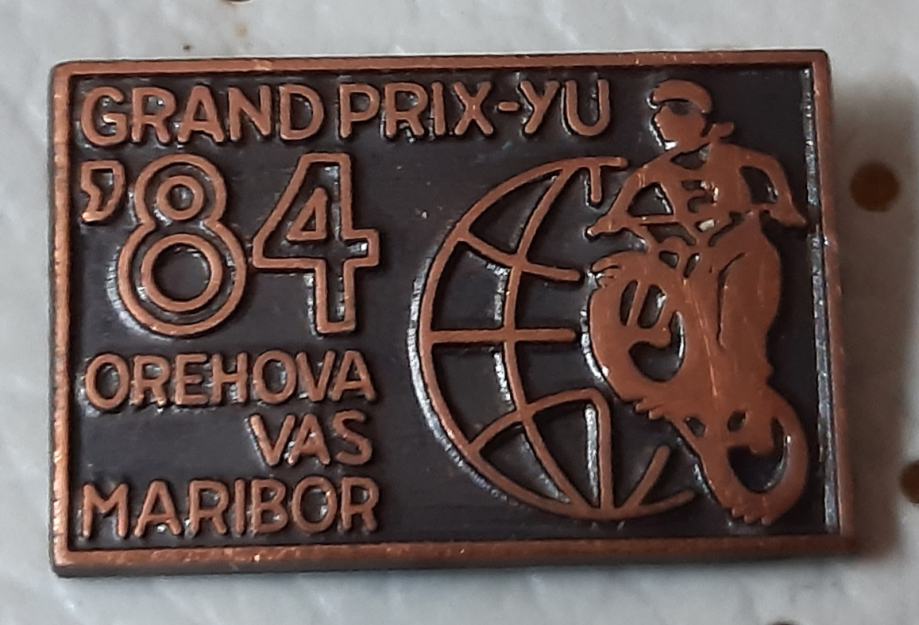 GRAND PRIX-YU
'84
OREHOVA
VAS
MARIBOR